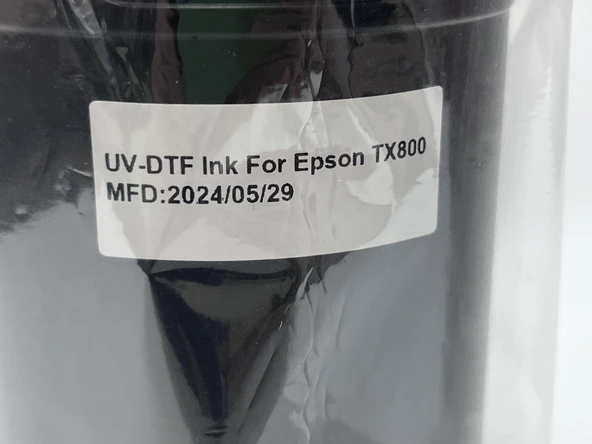 UV-DTF Ink For Epson TX800
MFD:2024/05/29